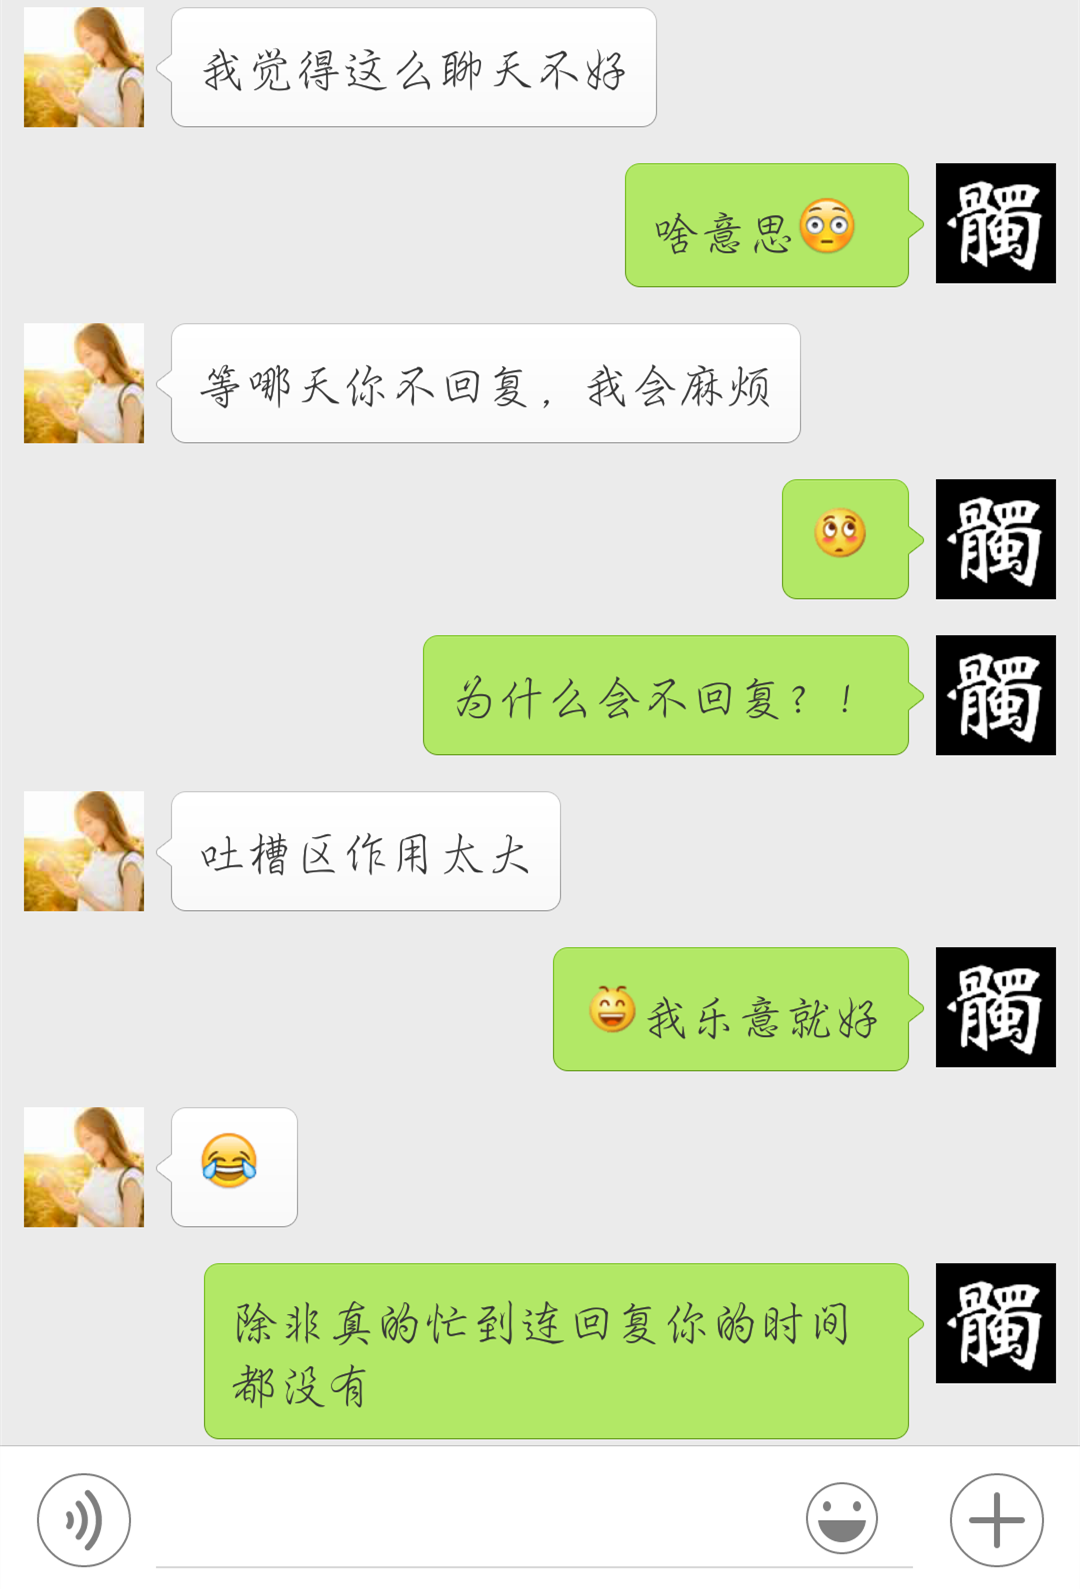 我觉得这么聊天不好
啥意思
髑
等哪天你不回复，我会麻烦
髑
为什么会不回复？！
髑
吐槽区作用太大
我乐意就好
髑
除非真的忙到连回复你的时间
都没有
髑